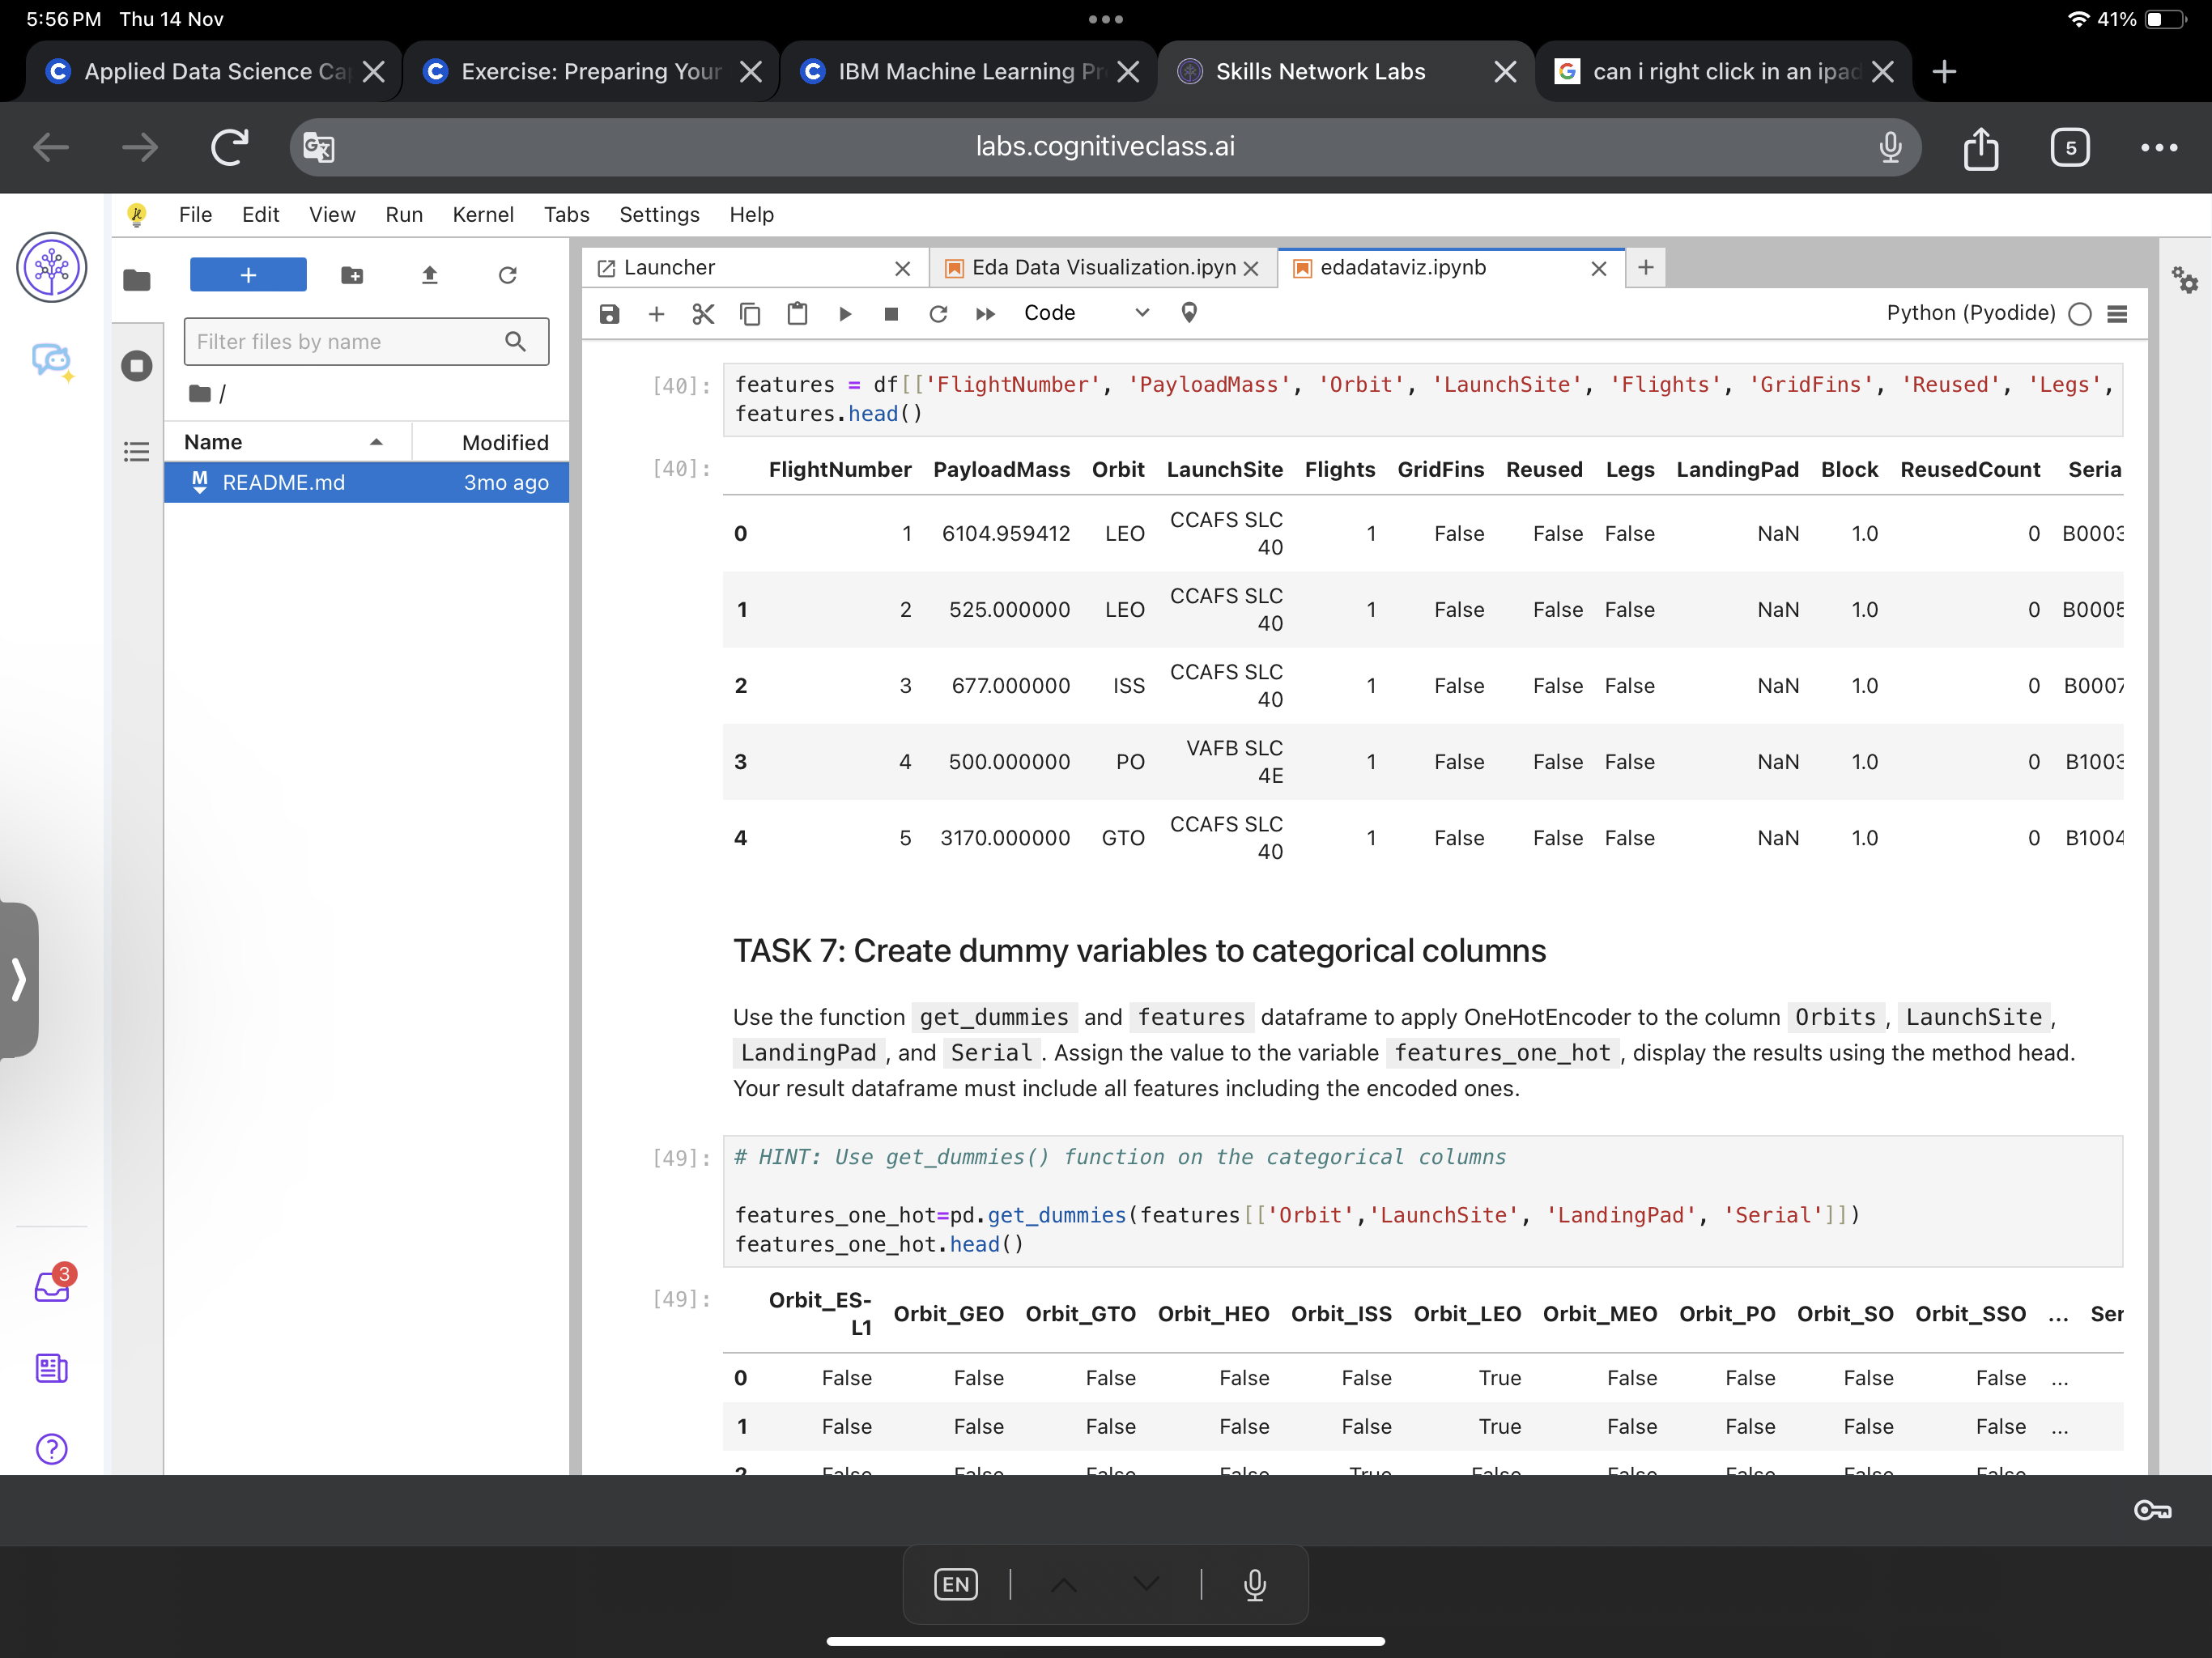 5:56 PM Thu 14 Nov
41%
Applied Data Science Ca
Exercise: Preparing Your
IBM Machine Learning Pr
Skills Network Labs
can i right click in an ipad
labs.cognitiveclass.ai
5
File Edit View Run Kernel Tabs Settings Help
Launcher
Eda Data Visualization.ipyn
edadataviz.ipynb
Code
Python (Pyodide)
Filter files by name
/
Name Modified
README.md 3mo ago
[40]: features = df[['FlightNumber', 'PayloadMass', 'Orbit', 'LaunchSite', 'Flights', 'GridFins', 'Reused', 'Legs',
features.head()
[40]: FlightNumber PayloadMass Orbit LaunchSite Flights GridFins Reused Legs LandingPad Block ReusedCount Seria
0 1 6104.959412 LEO CCAFS SLC 40 1 False False False NaN 1.0 0 B0003
1 2 525.000000 LEO CCAFS SLC 40 1 False False False NaN 1.0 0 B0005
2 3 677.000000 ISS CCAFS SLC 40 1 False False False NaN 1.0 0 B0007
3 4 500.000000 PO VAFB SLC 4E 1 False False False NaN 1.0 0 B1003
4 5 3170.000000 GTO CCAFS SLC 40 1 False False False NaN 1.0 0 B1004
TASK 7: Create dummy variables to categorical columns
Use the function get_dummies and features dataframe to apply OneHotEncoder to the column Orbits , LaunchSite ,
LandingPad , and Serial . Assign the value to the variable features_one_hot , display the results using the method head.
Your result dataframe must include all features including the encoded ones.
[49]: # HINT: Use get_dummies() function on the categorical columns
features_one_hot=pd.get_dummies(features[['Orbit','LaunchSite', 'LandingPad', 'Serial']])
features_one_hot.head()
[49]: Orbit_ES-L1 Orbit_GEO Orbit_GTO Orbit_HEO Orbit_ISS Orbit_LEO Orbit_MEO Orbit_PO Orbit_SO Orbit_SSO ... Ser
0 False False False False False True False False False False ...
1 False False False False False True False False False False ...
2 False False False False True False False False False False
3
EN